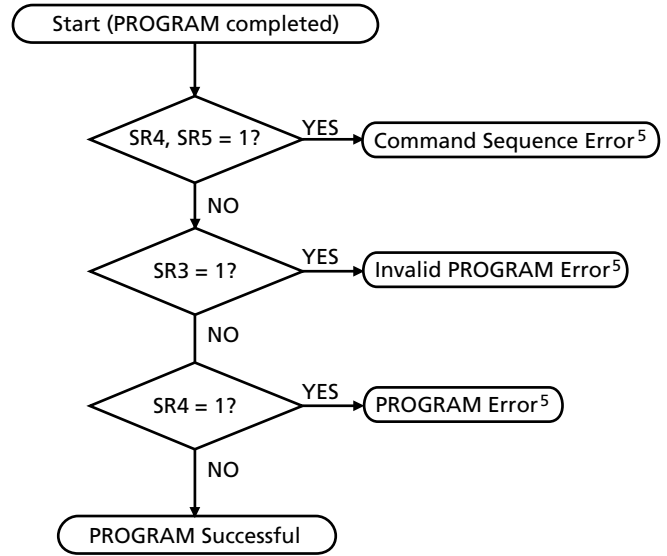 Start (PROGRAM completed)
SR4, SR5 = 1?
YES
Command Sequence Error5
NO
SR3 = 1?
YES
Invalid PROGRAM Error5
NO
SR4 = 1?
YES
PROGRAM Error5
NO
PROGRAM Successful